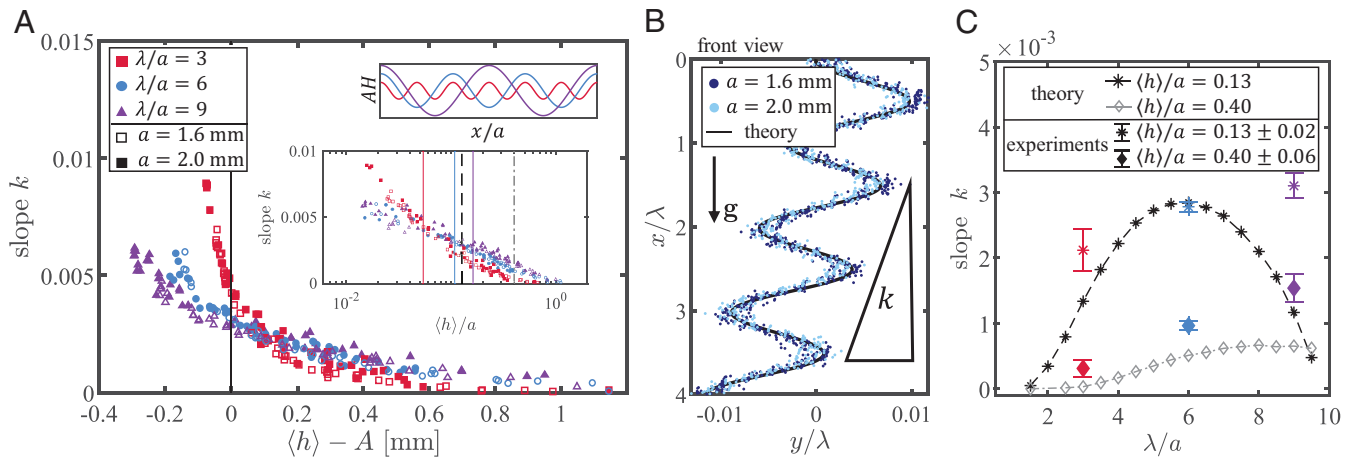 A
0.015
0.01
0.005
0
slope k
-0.4
-0.2
0
0.2
0.4
0.6
0.8
1
⟨h⟩ − A [mm]
λ/a = 3
λ/a = 6
λ/a = 9
a = 1.6 mm
a = 2.0 mm
AH
x/a
0.01
0.005
0
slope k
10⁻²
10⁻¹
10⁰
⟨h⟩/a
B
front view
a = 1.6 mm
a = 2.0 mm
theory
g
k
0
1
2
3
4
x/λ
-0.01
0
0.01
y/λ
C
× 10⁻³
5
4
3
2
1
0
slope k
theory
⟨h⟩/a = 0.13
⟨h⟩/a = 0.40
experiments
⟨h⟩/a = 0.13 ± 0.02
⟨h⟩/a = 0.40 ± 0.06
2
4
6
8
10
λ/a